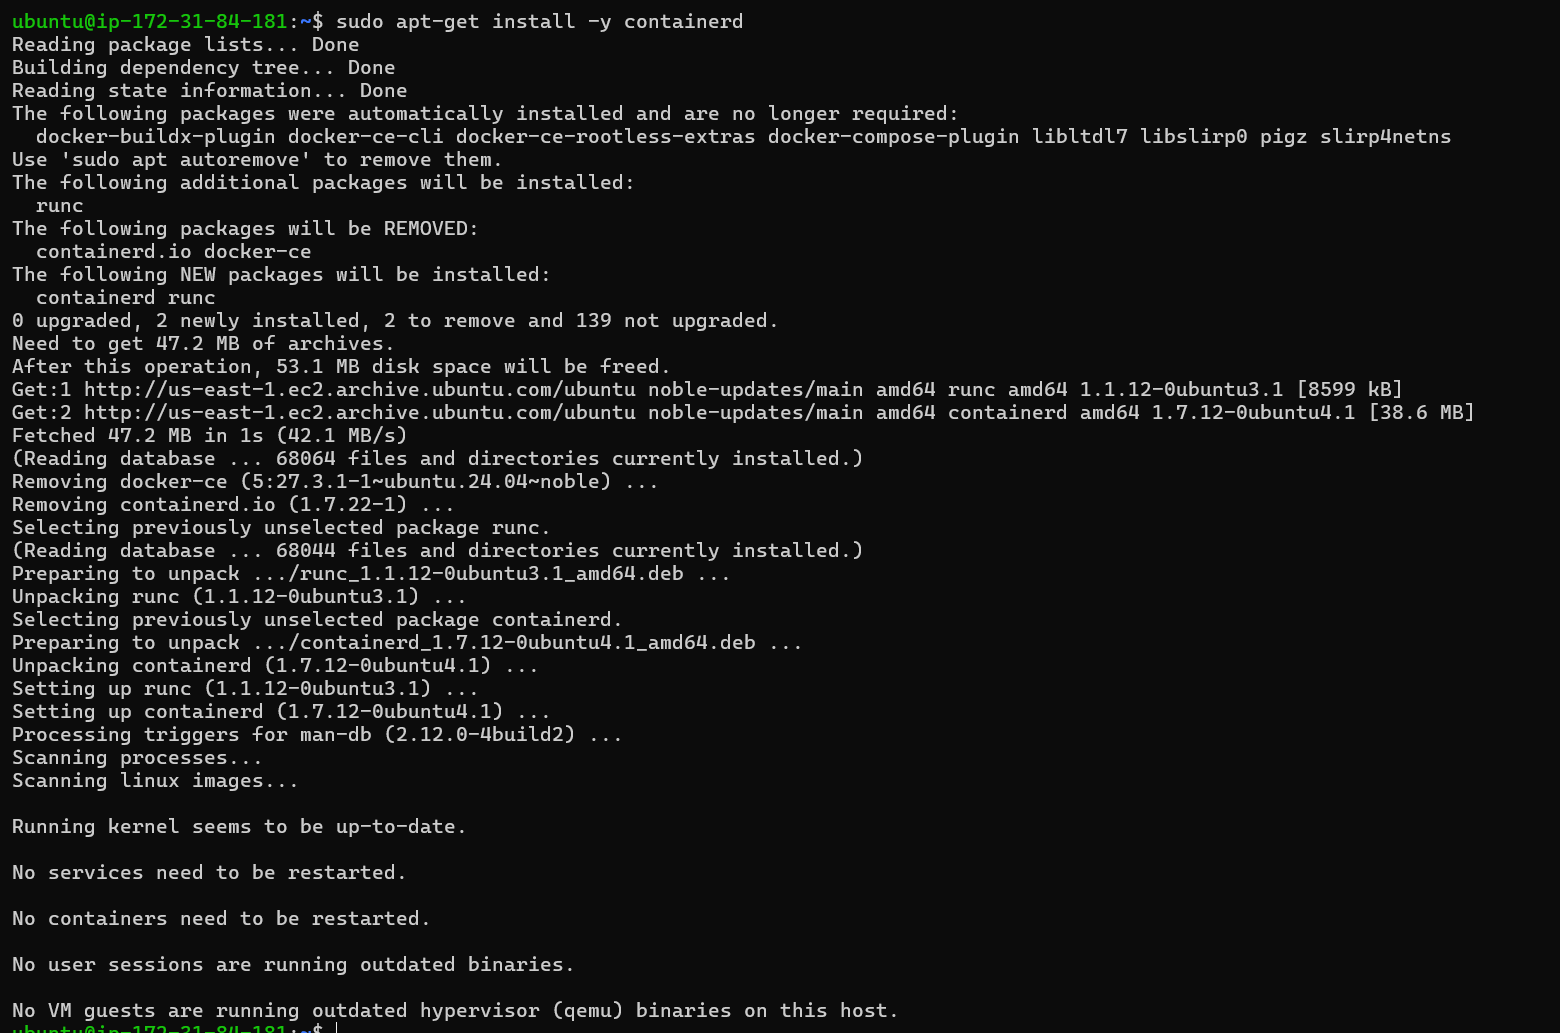 ubuntu@ip-172-31-84-181:~$ sudo apt-get install -y containerd
Reading package lists... Done
Building dependency tree... Done
Reading state information... Done
The following packages were automatically installed and are no longer required:
  docker-buildx-plugin docker-ce-cli docker-ce-rootless-extras docker-compose-plugin libltdl7 libslirp0 pigz slirp4netns
Use 'sudo apt autoremove' to remove them.
The following additional packages will be installed:
  runc
The following packages will be REMOVED:
  containerd.io docker-ce
The following NEW packages will be installed:
  containerd runc
0 upgraded, 2 newly installed, 2 to remove and 139 not upgraded.
Need to get 47.2 MB of archives.
After this operation, 53.1 MB disk space will be freed.
Get:1 http://us-east-1.ec2.archive.ubuntu.com/ubuntu noble-updates/main amd64 runc amd64 1.1.12-0ubuntu3.1 [8599 kB]
Get:2 http://us-east-1.ec2.archive.ubuntu.com/ubuntu noble-updates/main amd64 containerd amd64 1.7.12-0ubuntu4.1 [38.6 MB]
Fetched 47.2 MB in 1s (42.1 MB/s)
(Reading database ... 68064 files and directories currently installed.)
Removing docker-ce (5:27.3.1-1~ubuntu.24.04~noble) ...
Removing containerd.io (1.7.22-1) ...
Selecting previously unselected package runc.
(Reading database ... 68044 files and directories currently installed.)
Preparing to unpack .../runc_1.1.12-0ubuntu3.1_amd64.deb ...
Unpacking runc (1.1.12-0ubuntu3.1) ...
Selecting previously unselected package containerd.
Preparing to unpack .../containerd_1.7.12-0ubuntu4.1_amd64.deb ...
Unpacking containerd (1.7.12-0ubuntu4.1) ...
Setting up runc (1.1.12-0ubuntu3.1) ...
Setting up containerd (1.7.12-0ubuntu4.1) ...
Processing triggers for man-db (2.12.0-4build2) ...
Scanning processes...
Scanning linux images...

Running kernel seems to be up-to-date.

No services need to be restarted.

No containers need to be restarted.

No user sessions are running outdated binaries.

No VM guests are running outdated hypervisor (qemu) binaries on this host.
ubuntu@ip-172-31-84-181:~$